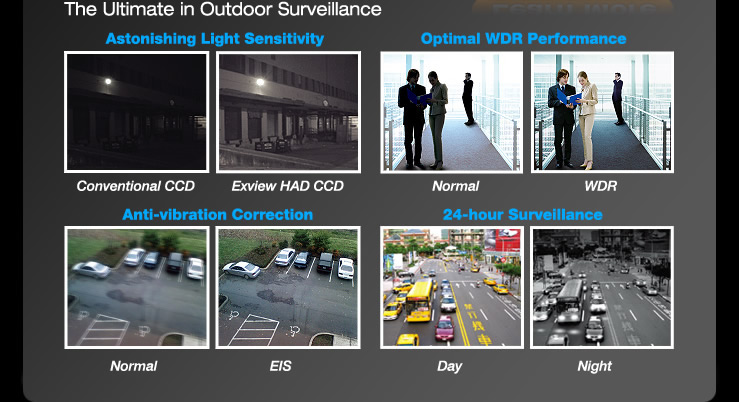 The Ultimate in Outdoor Surveillance
Astonishing Light Sensitivity
Optimal WDR Performance
Conventional CCD
Exview HAD CCD
Normal
WDR
Anti-vibration Correction
24-hour Surveillance
Normal
EIS
Day
Night